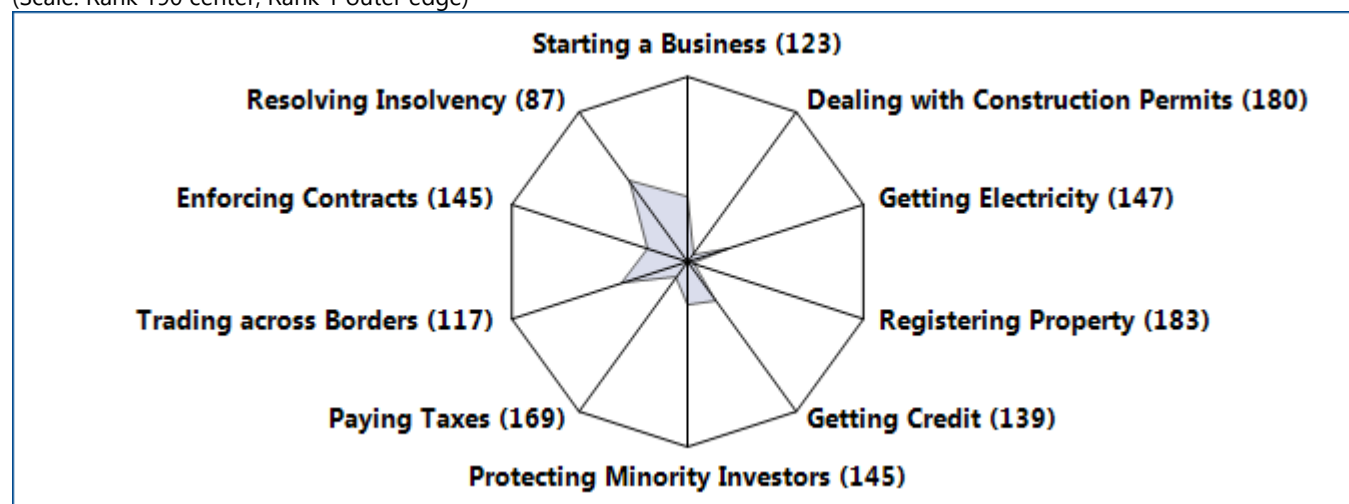 (Scale: Rank 190 center, Rank 1 outer edge)
Starting a Business (123)
Resolving Insolvency (87)
Dealing with Construction Permits (180)
Enforcing Contracts (145)
Getting Electricity (147)
Trading across Borders (117)
Registering Property (183)
Paying Taxes (169)
Getting Credit (139)
Protecting Minority Investors (145)